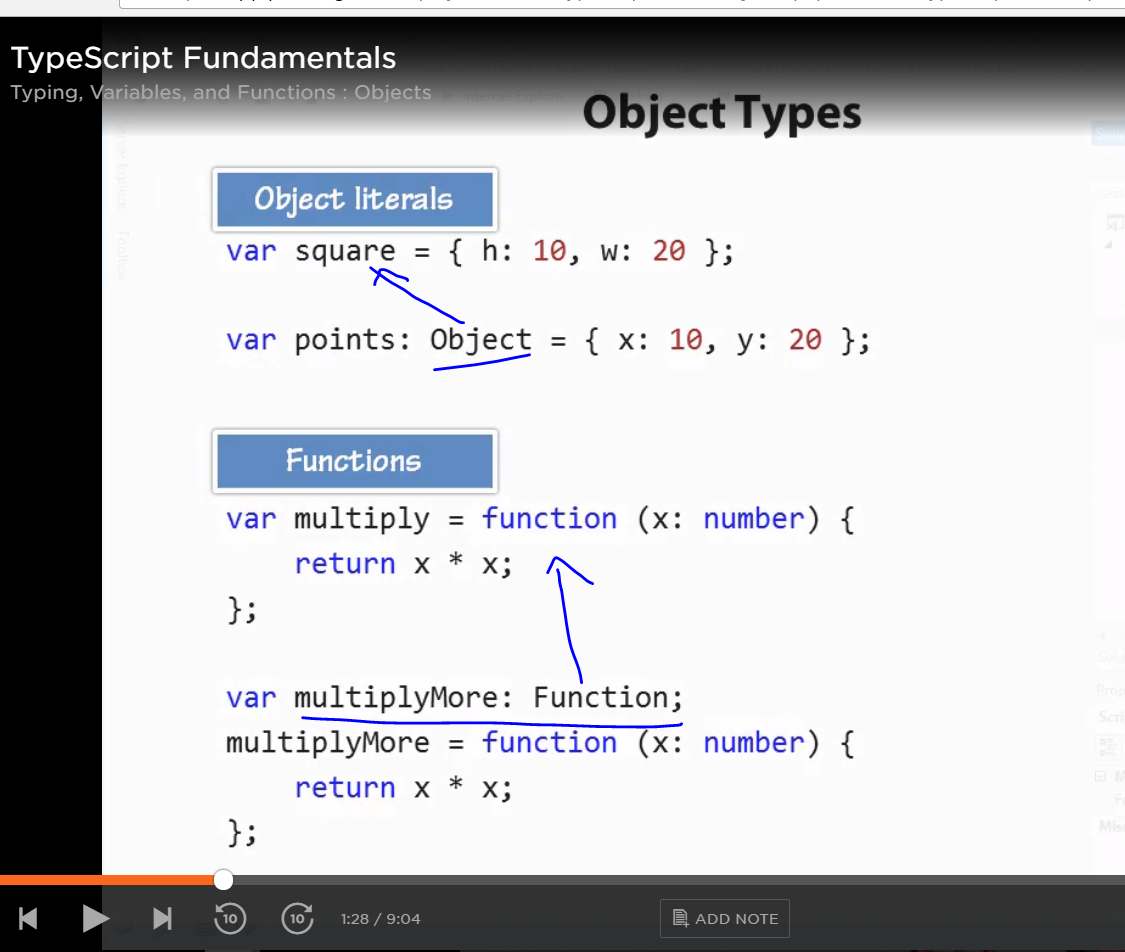 TypeScript Fundamentals
Typing, Variables, and Functions : Objects
Object Types
Object literals
var square = { h: 10, w: 20 };
var points: Object = { x: 10, y: 20 };
Functions
var multiply = function (x: number) {
return x * x;
};
var multiplyMore: Function;
multiplyMore = function (x: number) {
return x * x;
};
10
10
1:28 / 9:04
ADD NOTE